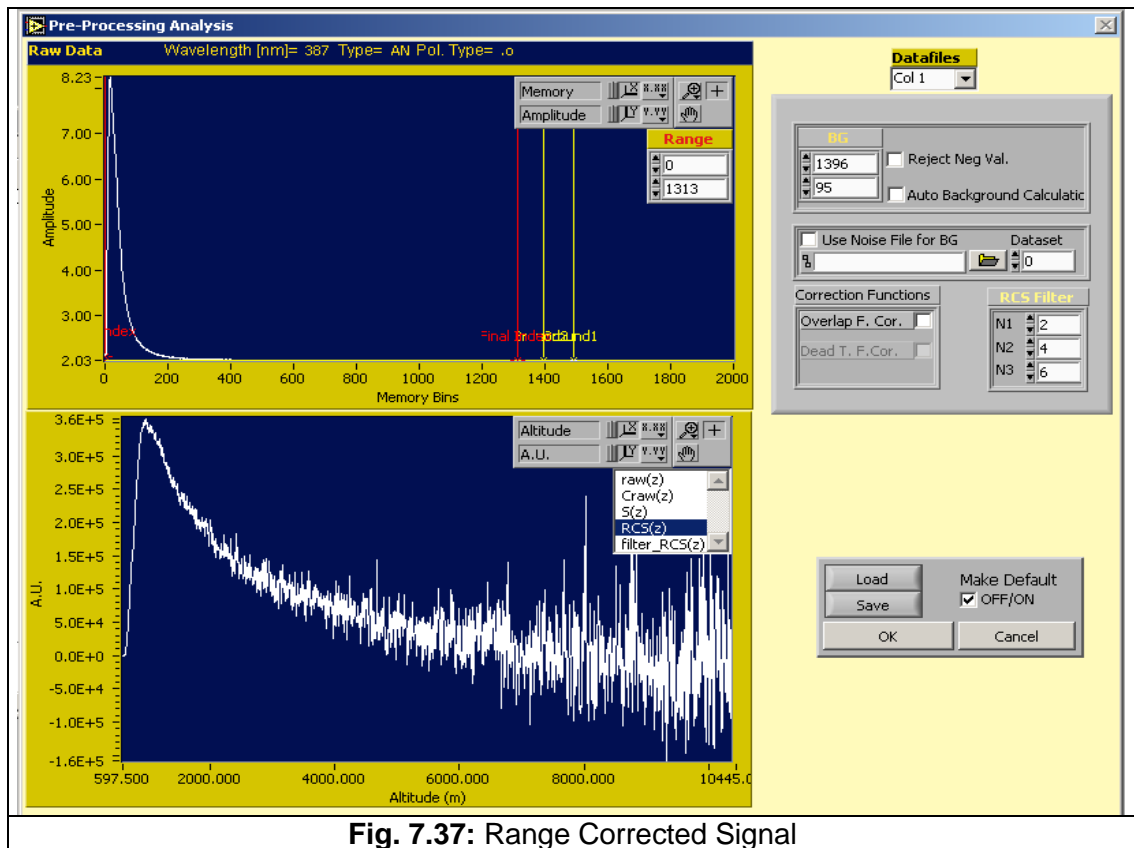 Pre-Processing Analysis
Raw Data Wavelength [nm]= 387 Type= AN Pol. Type= .o
8.23
7.00
6.00
5.00
4.00
3.00
2.03
Amplitude
Memory X.XX
Amplitude Y.YY
Range
0
1313
ndex
Final
und1
0 200 400 600 800 1000 1200 1400 1600 1800 2000
Memory Bins
3.6E+5
3.0E+5
2.5E+5
2.0E+5
1.5E+5
1.0E+5
5.0E+4
0.0E+0
-5.0E+4
-1.0E+5
-1.6E+5
A.U.
Altitude X.XX
A.U. Y.YY
raw(z)
Craw(z)
S(z)
RCS(z)
filter_RCS(z)
597.500 2000.000 4000.000 6000.000 8000.000 10445.0
Altitude (m)
Datafiles
Col 1
BG
1396
95
Reject Neg Val.
Auto Background Calculatic
Use Noise File for BG
Dataset
0
Correction Functions
Overlap F. Cor.
Dead T. F.Cor.
RCS Filter
N1 2
N2 4
N3 6
Load
Save
Make Default
OFF/ON
OK
Cancel
Fig. 7.37: Range Corrected Signal